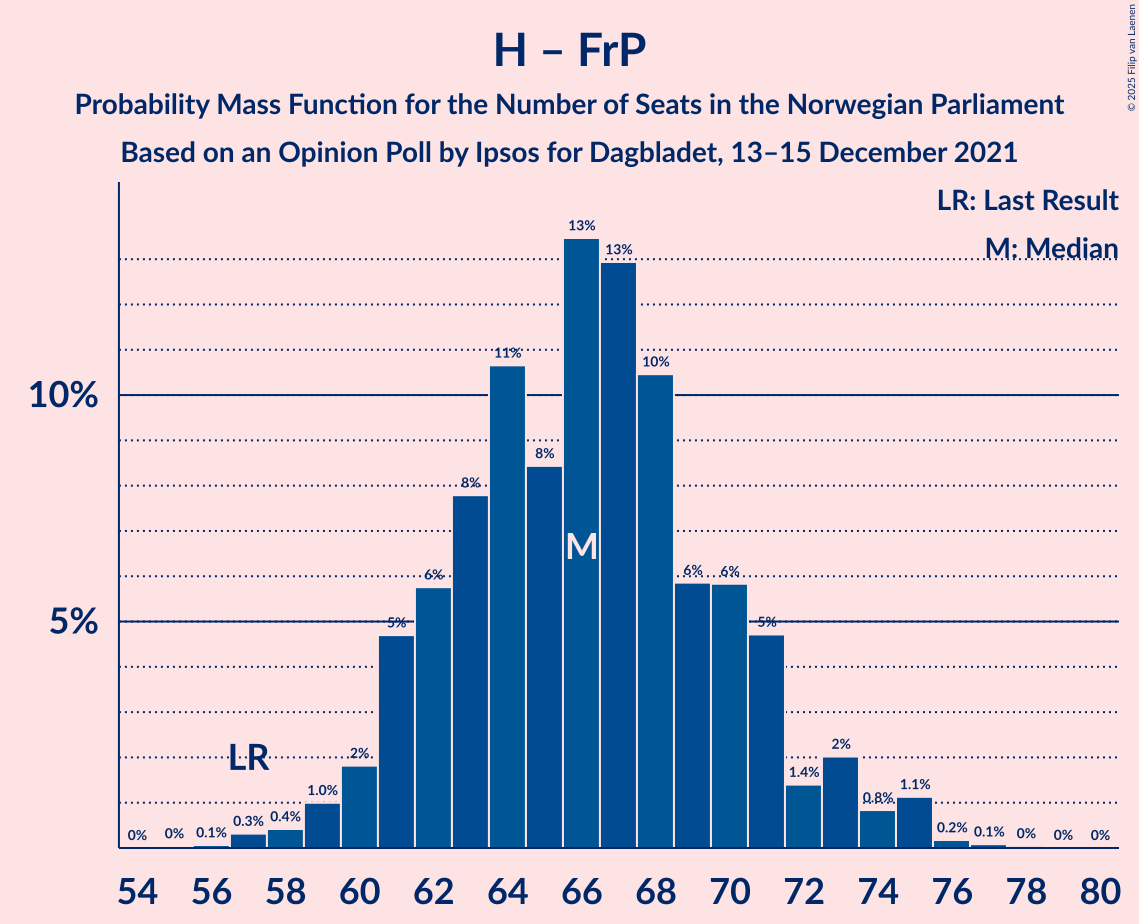 © 2025 Filip van Laenen
H – FrP
Probability Mass Function for the Number of Seats in the Norwegian Parliament
Based on an Opinion Poll by Ipsos for Dagbladet, 13–15 December 2021
LR: Last Result
M: Median
10%
5%
0% 0% 0.1% 0.3% 0.4% 1.0% 2% 5% 6% 8% 11% 8% 13% 13% 10% 6% 6% 5% 1.4% 2% 0.8% 1.1% 0.2% 0.1% 0% 0% 0%
LR
M
54 56 58 60 62 64 66 68 70 72 74 76 78 80